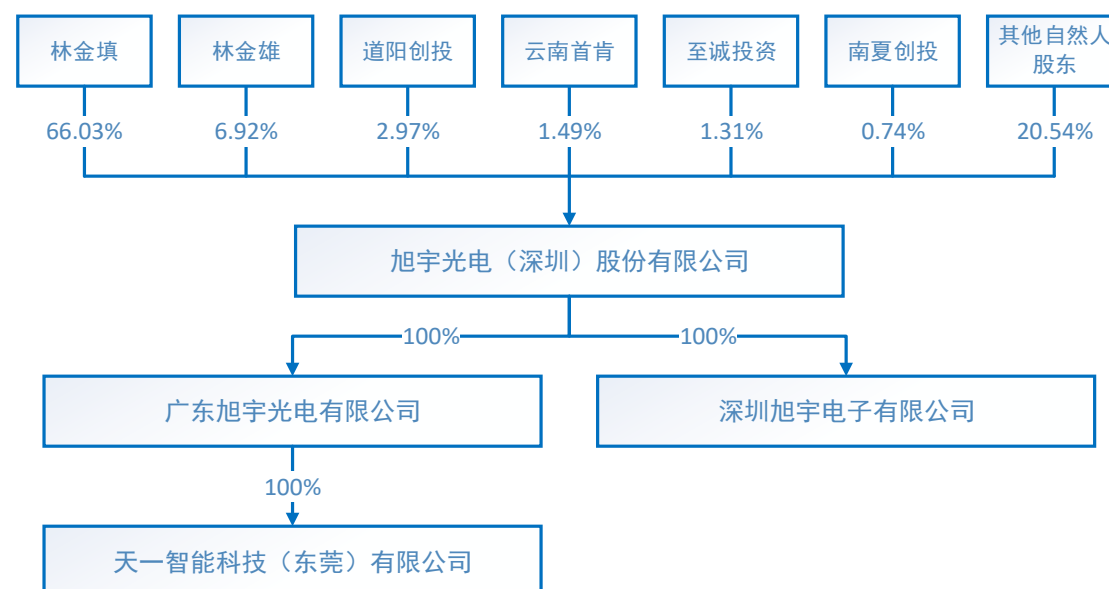 林金填
林金雄
道阳创投
云南首肯
至诚投资
南夏创投
其他自然人
股东
66.03%
6.92%
2.97%
1.49%
1.31%
0.74%
20.54%
旭宇光电（深圳）股份有限公司
100%
100%
广东旭宇光电有限公司
深圳旭宇电子有限公司
100%
天一智能科技（东莞）有限公司